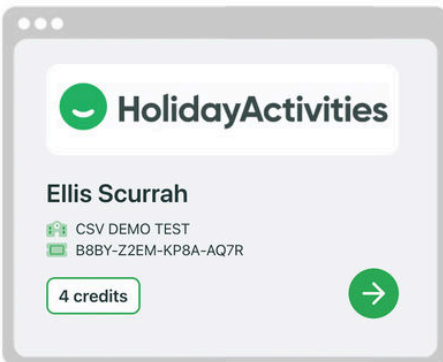 HolidayActivities
Ellis Scurrah
CSV DEMO TEST
B8BY-Z2EM-KP8A-AQ7R
4 credits